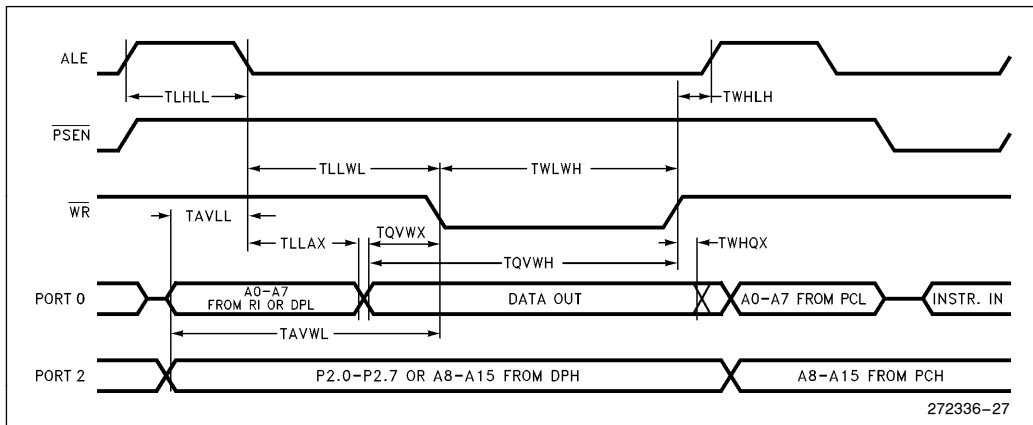 ALE
TLHLL
TWHLH
PSEN
TLLWL
TWLWH
WR
TAVLL
TQVWX
TLLAX
TWHQX
TQVWH
PORT 0
A0-A7
FROM RI OR DPL
DATA OUT
A0-A7 FROM PCL
INSTR. IN
TAVWL
PORT 2
P2.0-P2.7 OR A8-A15 FROM DPH
A8-A15 FROM PCH
272336-27